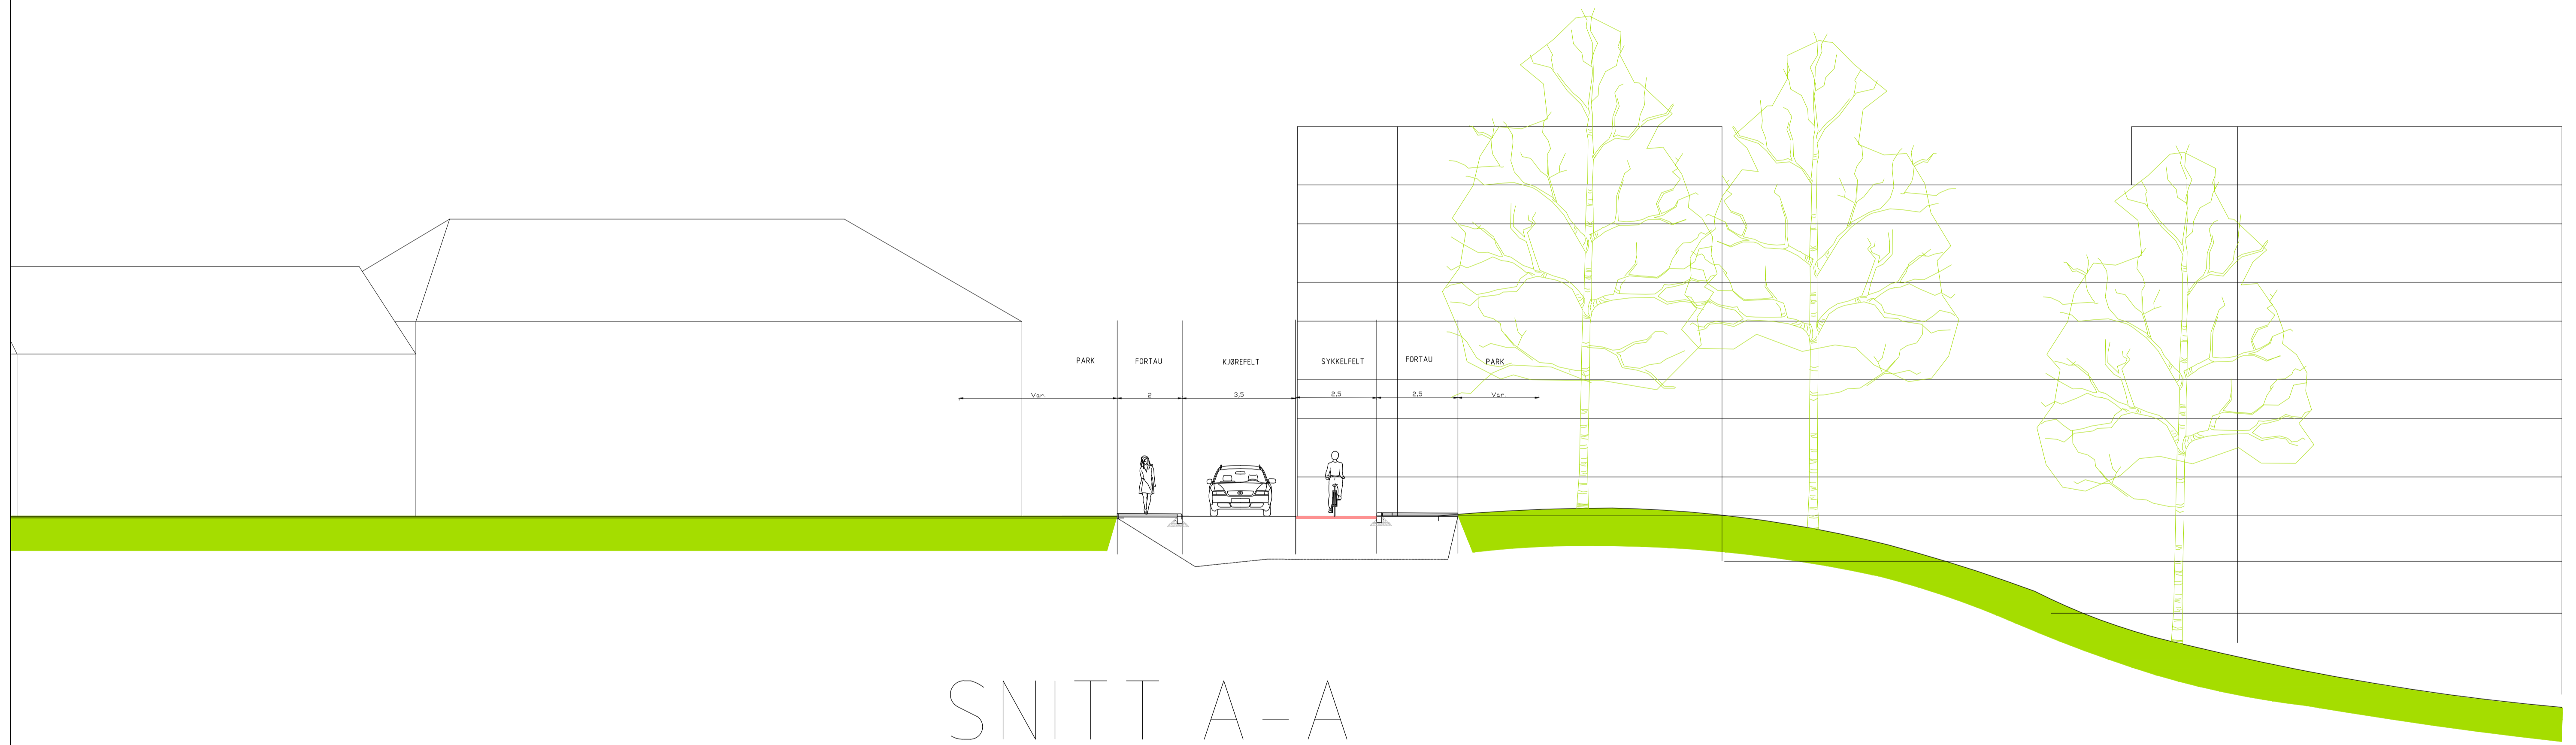 PARK FORTAU KJØREFELT SYKKELFELT FORTAU PARK
Var. 2 3,5 2,5 2,5 Var.
SNITT A-A